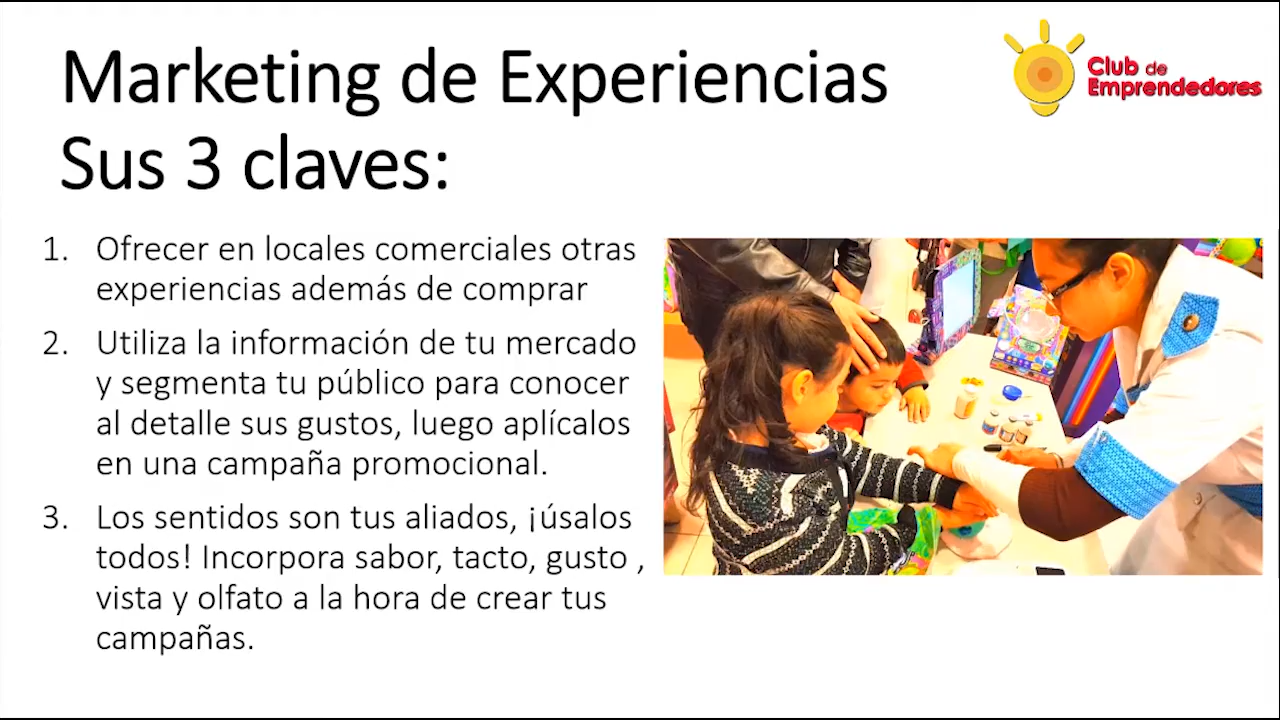 Marketing de Experiencias
Sus 3 claves:
Club de
Emprendedores
1. Ofrecer en locales comerciales otras
experiencias además de comprar
2. Utiliza la información de tu mercado
y segmenta tu público para conocer
al detalle sus gustos, luego aplícalos
en una campaña promocional.
3. Los sentidos son tus aliados, ¡úsalos
todos! Incorpora sabor, tacto, gusto ,
vista y olfato a la hora de crear tus
campañas.